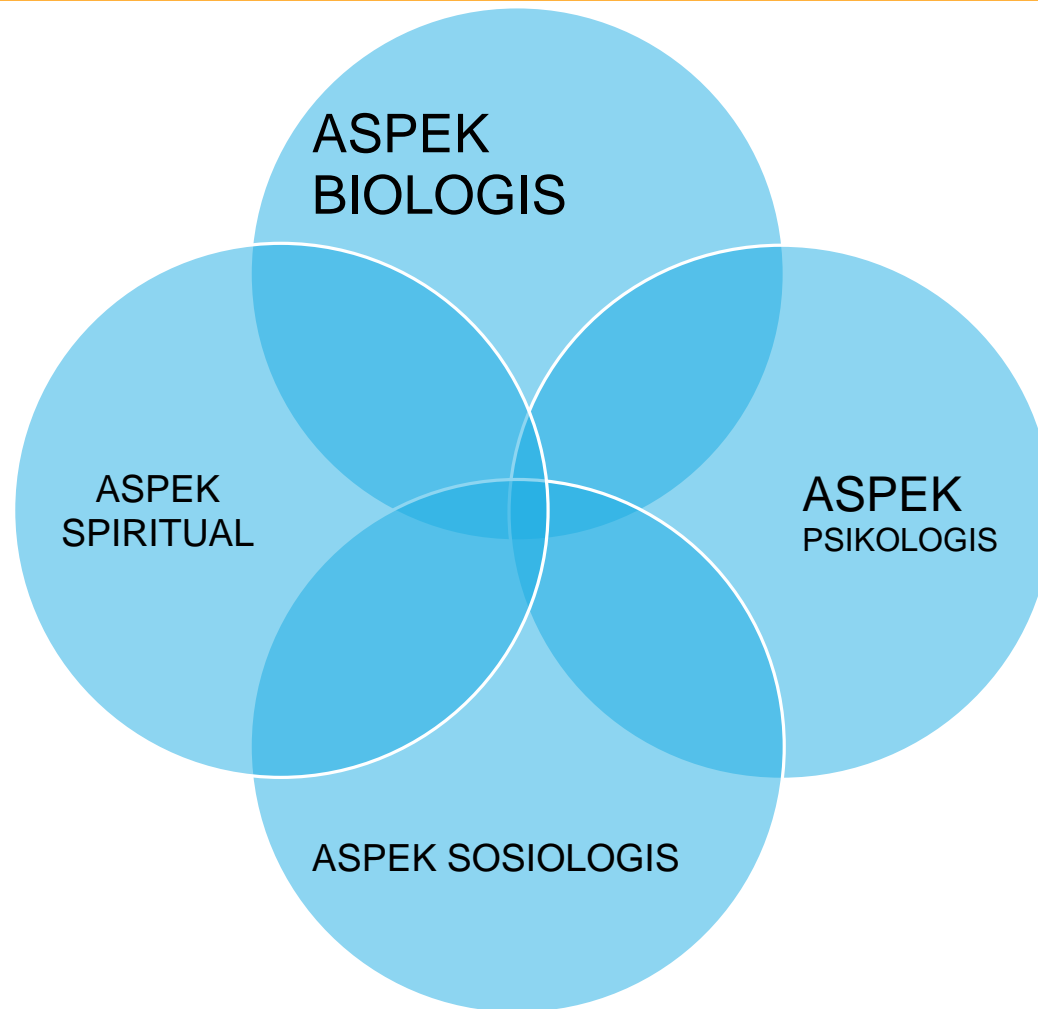 ASPEK
BIOLOGIS
ASPEK
SPIRITUAL
ASPEK
PSIKOLOGIS
ASPEK SOSIOLOGIS